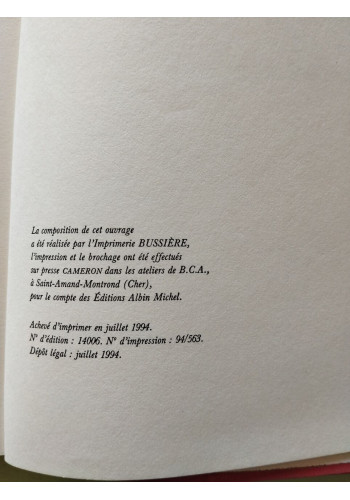 La composition de cet ouvrage
a été réalisée par l'Imprimerie BUSSIÈRE,
l'impression et le brochage ont été effectués
sur presse CAMERON dans les ateliers de B.C.A.,
à Saint-Amand-Montrond (Cher),
pour le compte des Éditions Albin Michel.
Achevé d'imprimer en juillet 1994.
N° d'édition : 14006. N° d'impression : 94/563.
Dépôt légal : juillet 1994.